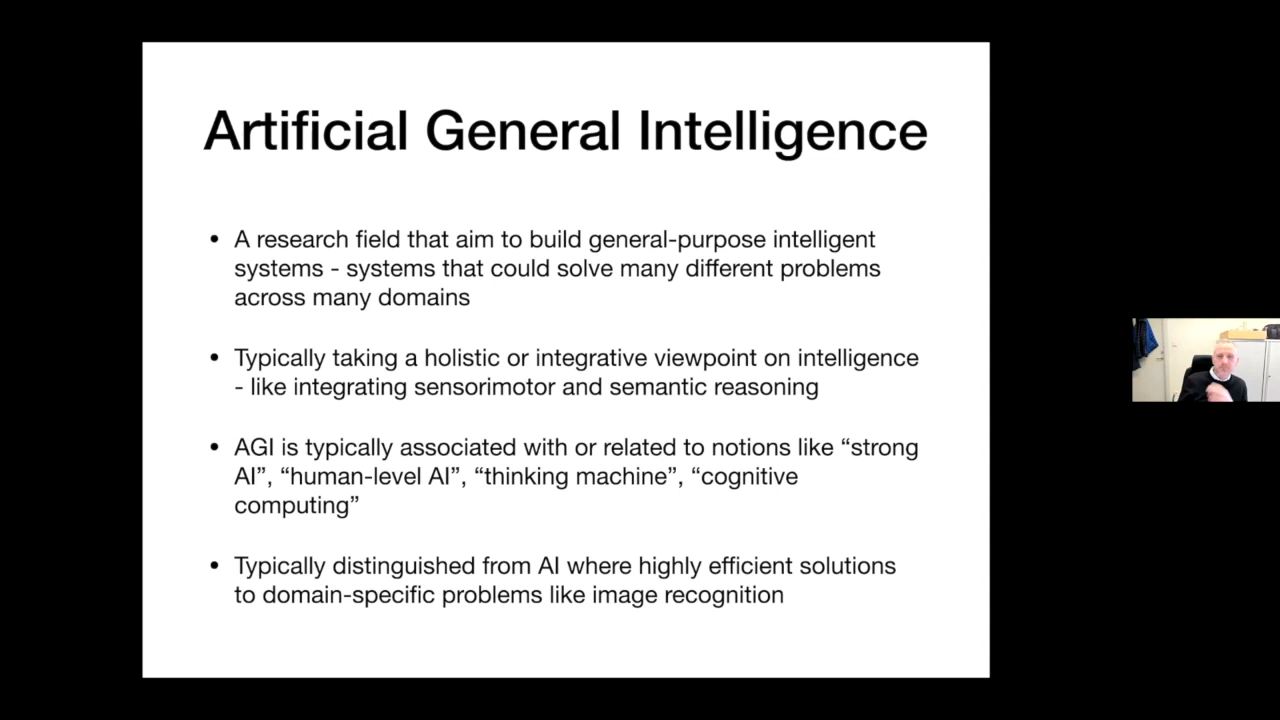 Artificial General Intelligence
• A research field that aim to build general-purpose intelligent
systems - systems that could solve many different problems
across many domains
• Typically taking a holistic or integrative viewpoint on intelligence
- like integrating sensorimotor and semantic reasoning
• AGI is typically associated with or related to notions like “strong
AI”, “human-level AI”, “thinking machine”, “cognitive
computing”
• Typically distinguished from AI where highly efficient solutions
to domain-specific problems like image recognition